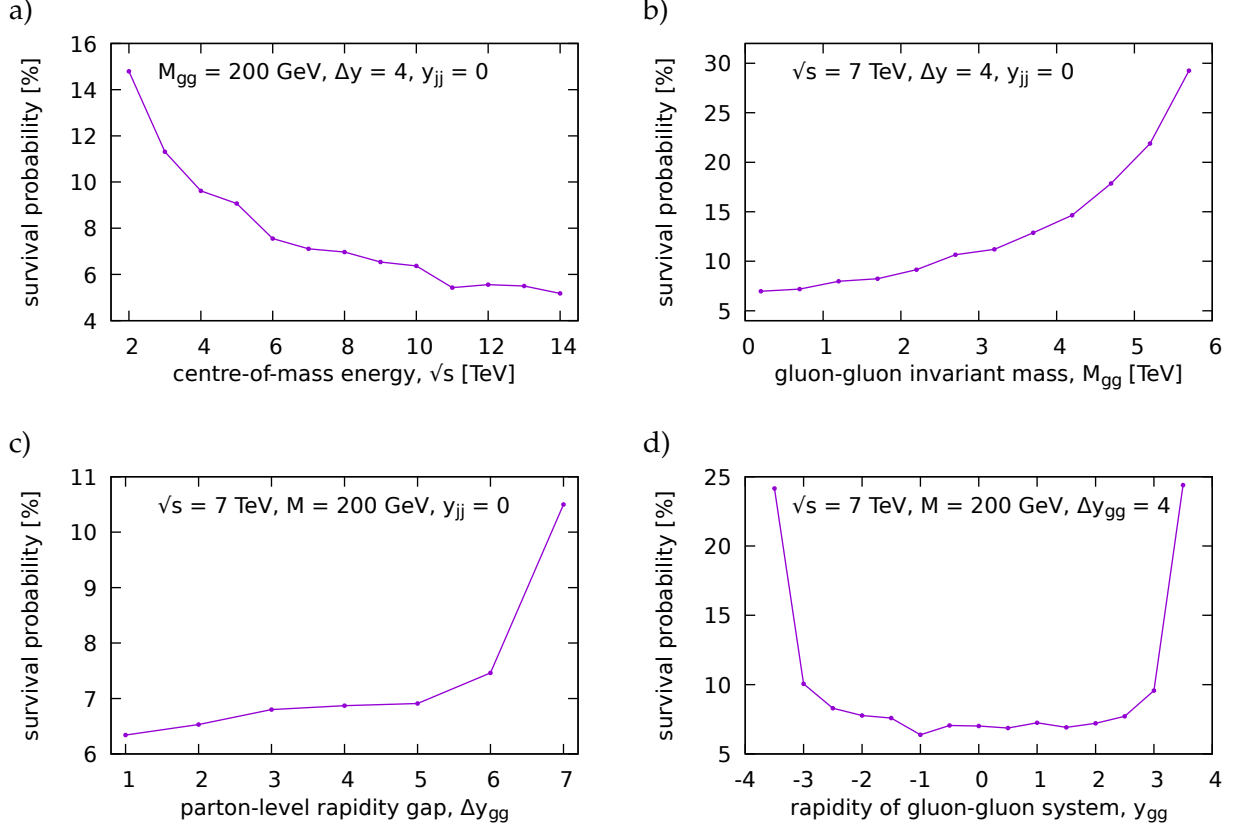 a)
survival probability [%]
16
14
12
10
8
6
4
M_gg = 200 GeV, Δy = 4, y_jj = 0
2 4 6 8 10 12 14
centre-of-mass energy, √s [TeV]
b)
survival probability [%]
30
25
20
15
10
5
√s = 7 TeV, Δy = 4, y_jj = 0
0 1 2 3 4 5 6
gluon-gluon invariant mass, M_gg [TeV]
c)
survival probability [%]
11
10
9
8
7
6
√s = 7 TeV, M = 200 GeV, y_jj = 0
1 2 3 4 5 6 7
parton-level rapidity gap, Δy_gg
d)
survival probability [%]
25
20
15
10
5
√s = 7 TeV, M = 200 GeV, Δy_gg = 4
-4 -3 -2 -1 0 1 2 3 4
rapidity of gluon-gluon system, y_gg